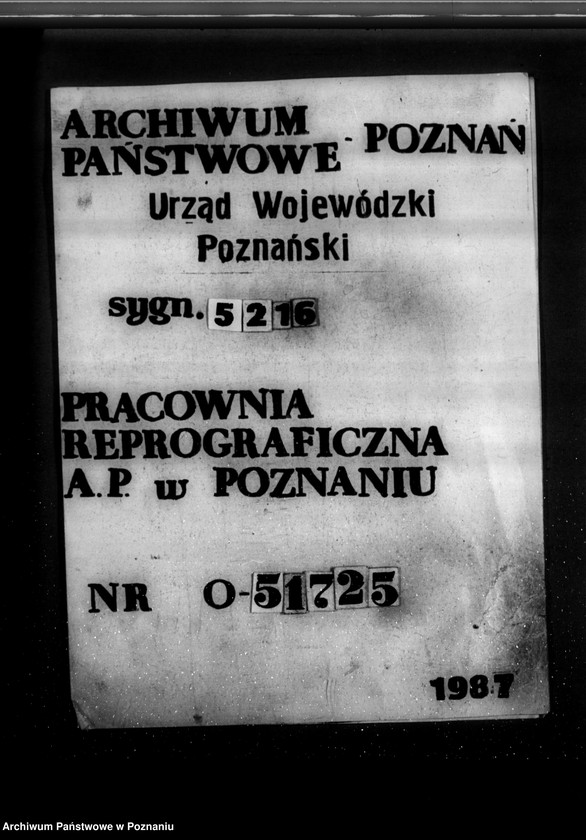 ARCHIWUM
PAŃSTWOWE - POZNAŃ
Urząd Wojewódzki
Poznański
sygn. 5216
PRACOWNIA
REPROGRAFICZNA
A.P. w POZNANIU
NR O-51725
1987
Archiwum Państwowe w Poznaniu